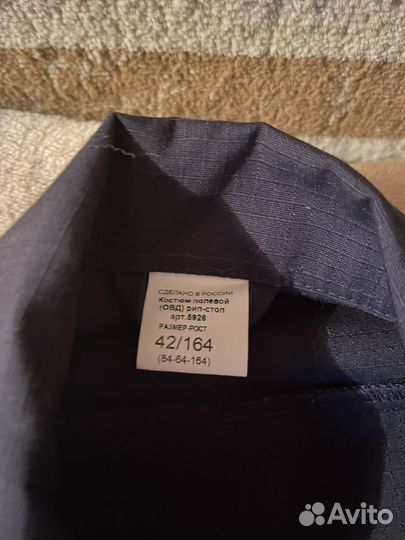 СДЕЛАНО В РОССИИ
Костюм полевой
(ОВД) рип-стоп
арт.5926
РАЗМЕР-РОСТ
42/164
(84-64-164)
Avito